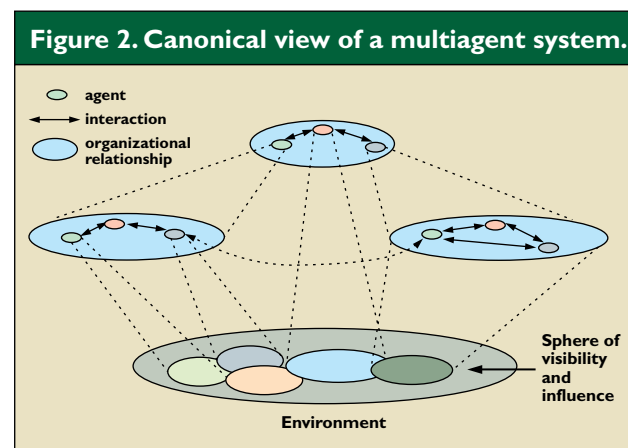 Figure 2. Canonical view of a multiagent system.
agent
interaction
organizational
relationship
Sphere of
visibility
and
influence
Environment